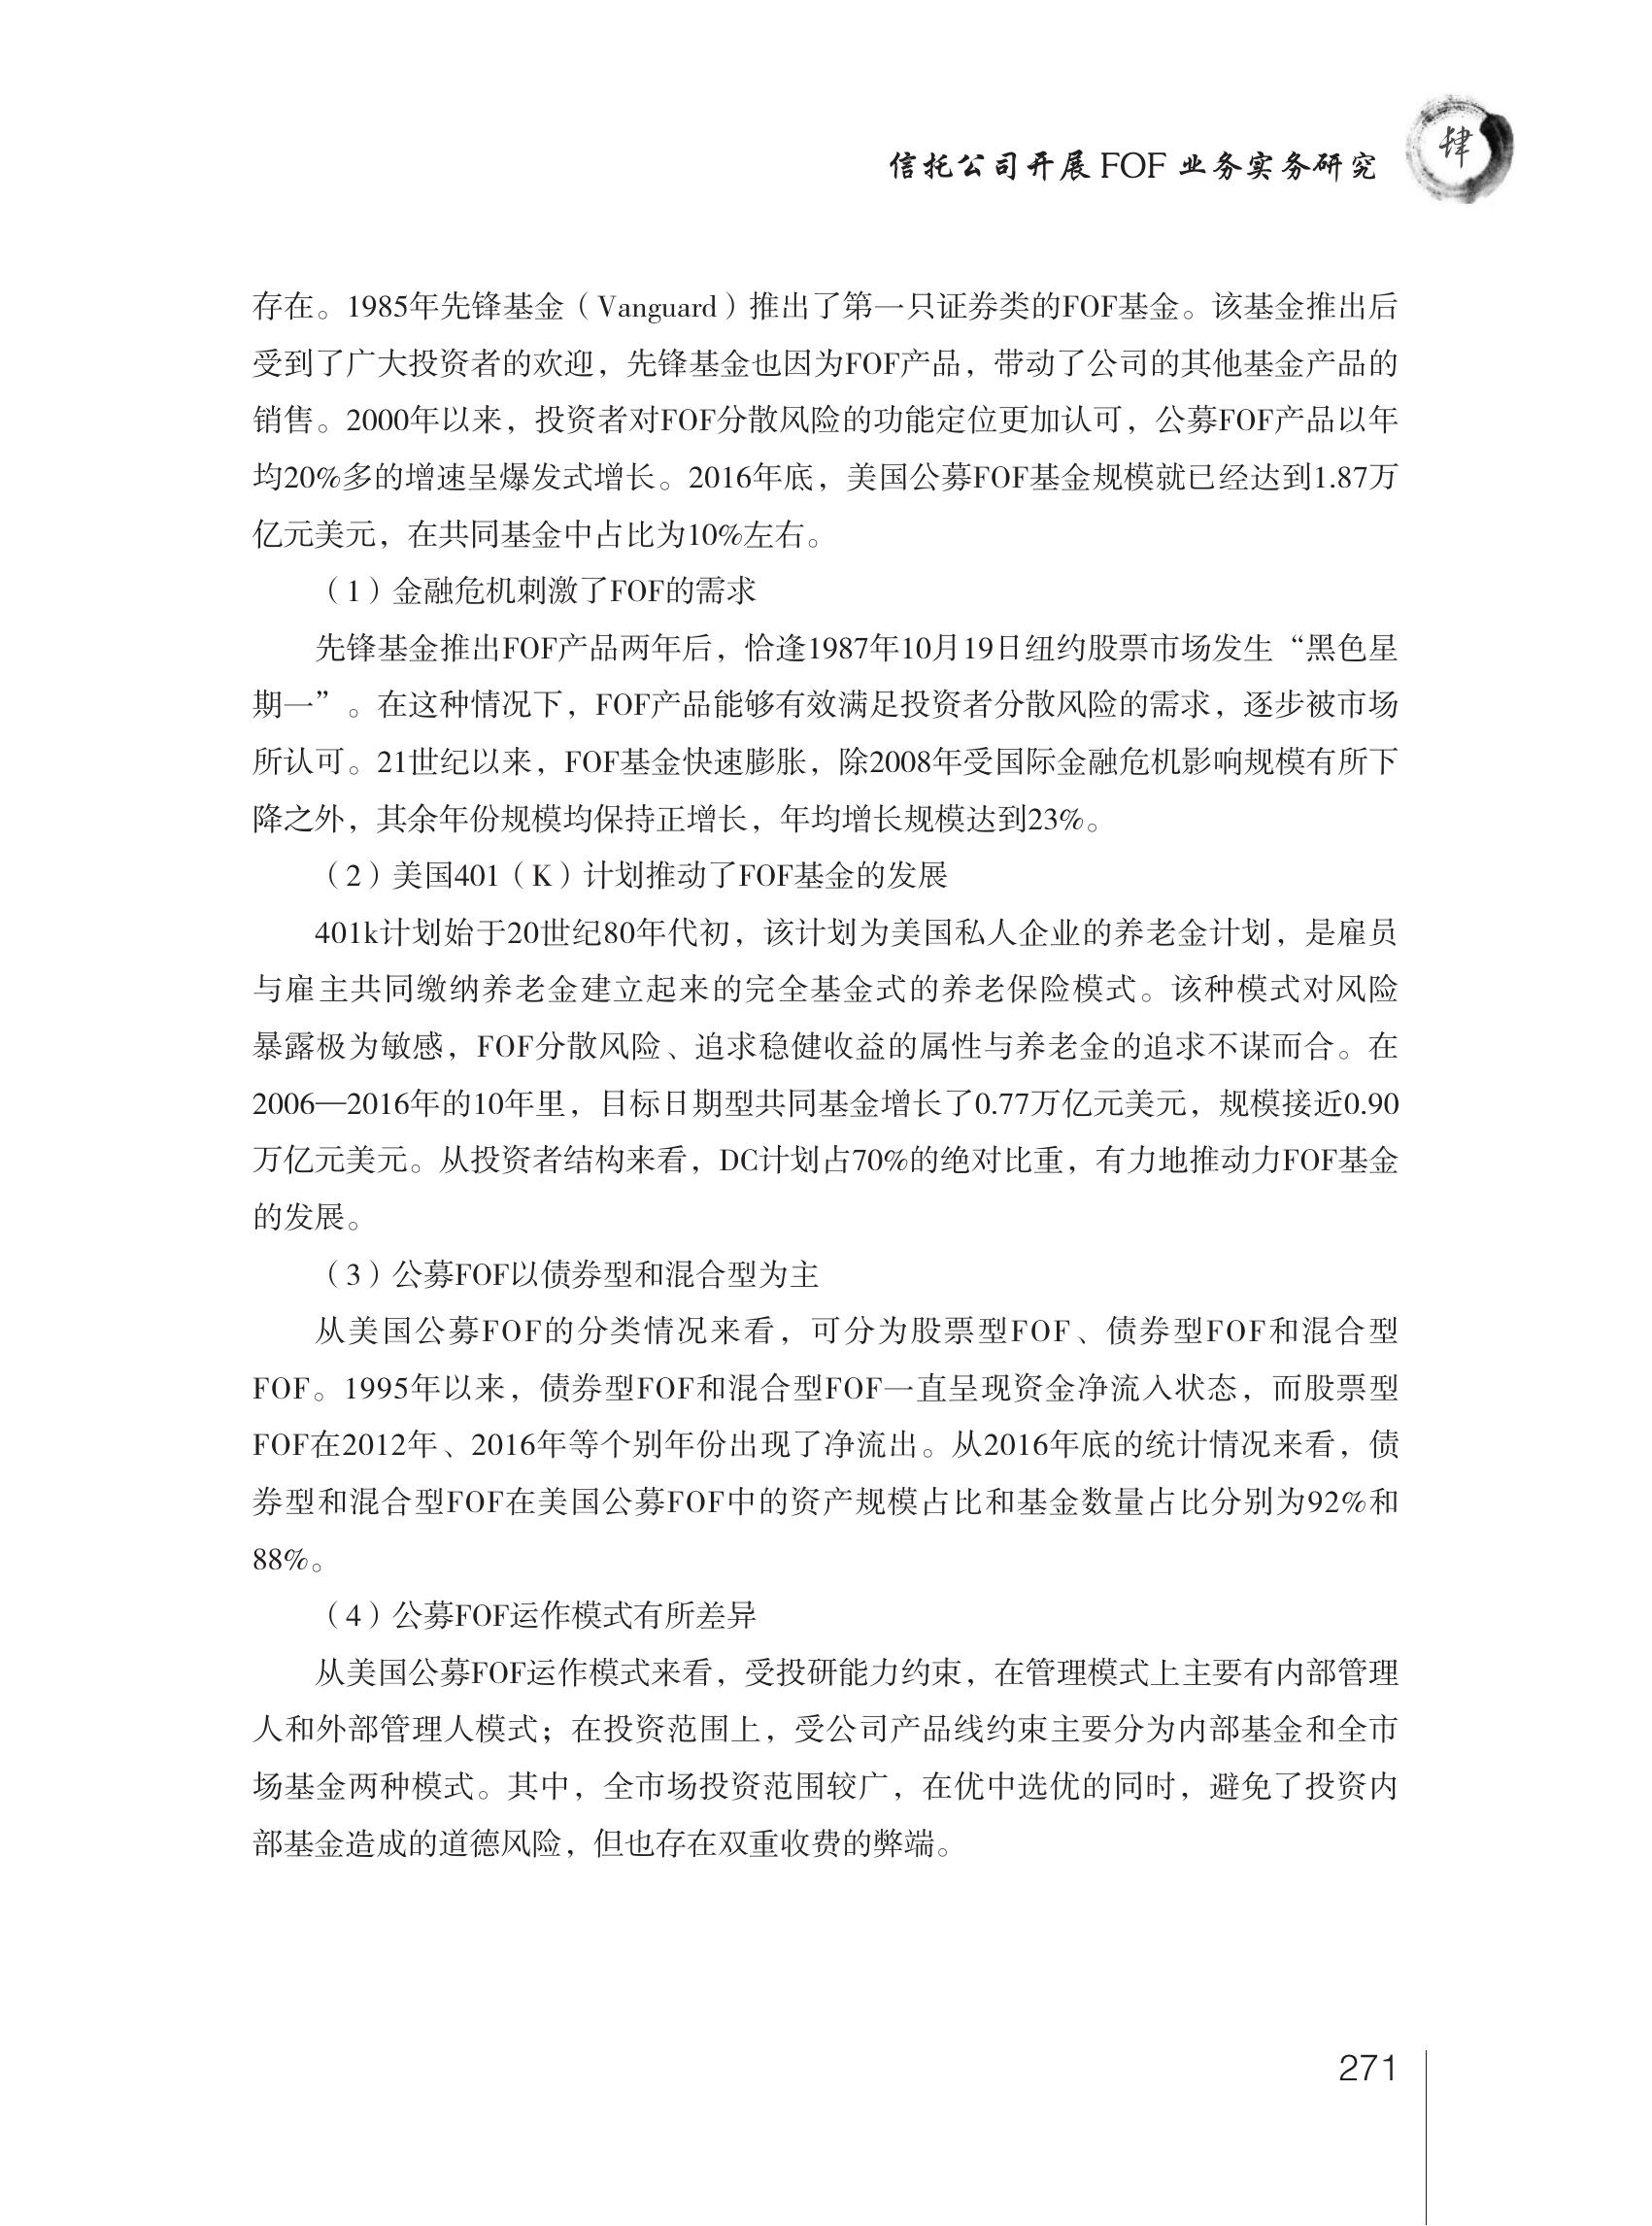 信托公司开展 FOF 业务实务研究
肆
存在。1985年先锋基金（Vanguard）推出了第一只证券类的FOF基金。该基金推出后
受到了广大投资者的欢迎，先锋基金也因为FOF产品，带动了公司的其他基金产品的
销售。2000年以来，投资者对FOF分散风险的功能定位更加认可，公募FOF产品以年
均20%多的增速呈爆发式增长。2016年底，美国公募FOF基金规模就已经达到1.87万
亿元美元，在共同基金中占比为10%左右。
（1）金融危机刺激了FOF的需求
先锋基金推出FOF产品两年后，恰逢1987年10月19日纽约股票市场发生“黑色星
期一”。在这种情况下，FOF产品能够有效满足投资者分散风险的需求，逐步被市场
所认可。21世纪以来，FOF基金快速膨胀，除2008年受国际金融危机影响规模有所下
降之外，其余年份规模均保持正增长，年均增长规模达到23%。
（2）美国401（K）计划推动了FOF基金的发展
401k计划始于20世纪80年代初，该计划为美国私人企业的养老金计划，是雇员
与雇主共同缴纳养老金建立起来的完全基金式的养老保险模式。该种模式对风险
暴露极为敏感，FOF分散风险、追求稳健收益的属性与养老金的追求不谋而合。在
2006—2016年的10年里，目标日期型共同基金增长了0.77万亿元美元，规模接近0.90
万亿元美元。从投资者结构来看，DC计划占70%的绝对比重，有力地推动力FOF基金
的发展。
（3）公募FOF以债券型和混合型为主
从美国公募FOF的分类情况来看，可分为股票型FOF、债券型FOF和混合型
FOF。1995年以来，债券型FOF和混合型FOF一直呈现资金净流入状态，而股票型
FOF在2012年、2016年等个别年份出现了净流出。从2016年底的统计情况来看，债
券型和混合型FOF在美国公募FOF中的资产规模占比和基金数量占比分别为92%和
88%。
（4）公募FOF运作模式有所差异
从美国公募FOF运作模式来看，受投研能力约束，在管理模式上主要有内部管理
人和外部管理人模式；在投资范围上，受公司产品线约束主要分为内部基金和全市
场基金两种模式。其中，全市场投资范围较广，在优中选优的同时，避免了投资内
部基金造成的道德风险，但也存在双重收费的弊端。
271